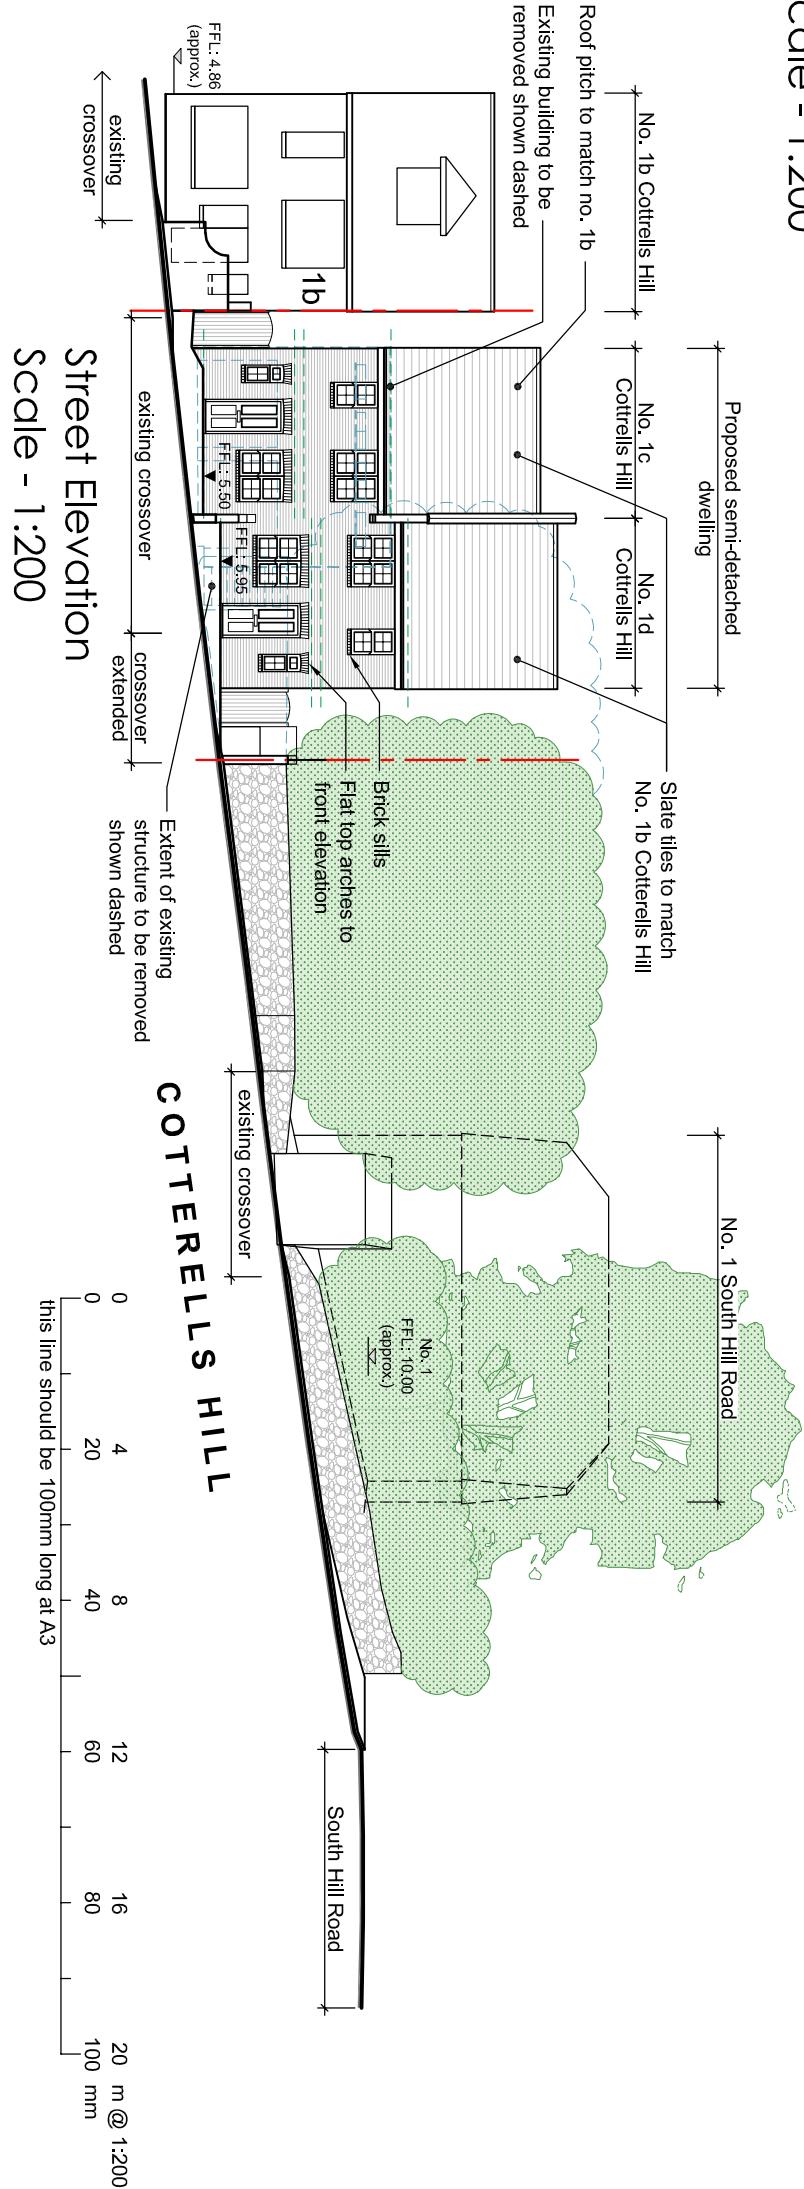 Scale - 1:200
No. 1b Cottrells Hill
Roof pitch to match no. 1b
Existing building to be
removed shown dashed
Proposed semi-detached
dwelling
No. 1c
Cottrells Hill
No. 1d
Cottrells Hill
Slate tiles to match
No. 1b Cotterells Hill
No. 1 South Hill Road
FFL: 4.86
(approx.)
1b
FFL: 5.50
FFL: 5.95
Brick sills
Flat top arches to
front elevation
No. 1
FFL: 10.00
(approx.)
existing
crossover
existing crossover
crossover
extended
Extent of existing
structure to be removed
shown dashed
existing crossover
South Hill Road
COTTERELLS HILL
Street Elevation
Scale - 1:200
0 4 8 12 16 20 m @ 1:200
0 20 40 60 80 100 mm
this line should be 100mm long at A3